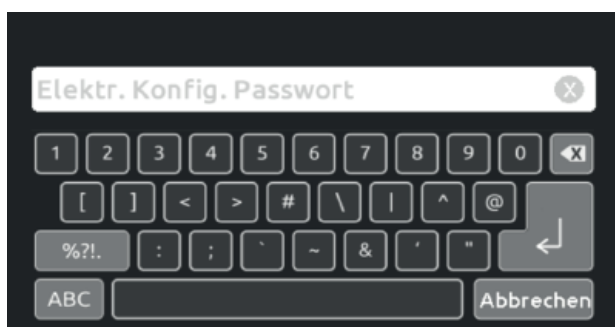 Elektr. Konfig. Passwort X
1 2 3 4 5 6 7 8 9 0 X
[ ] < > # \ | ^ @
%?!. : ; ` ~ & ‘ "
ABC Abbrechen